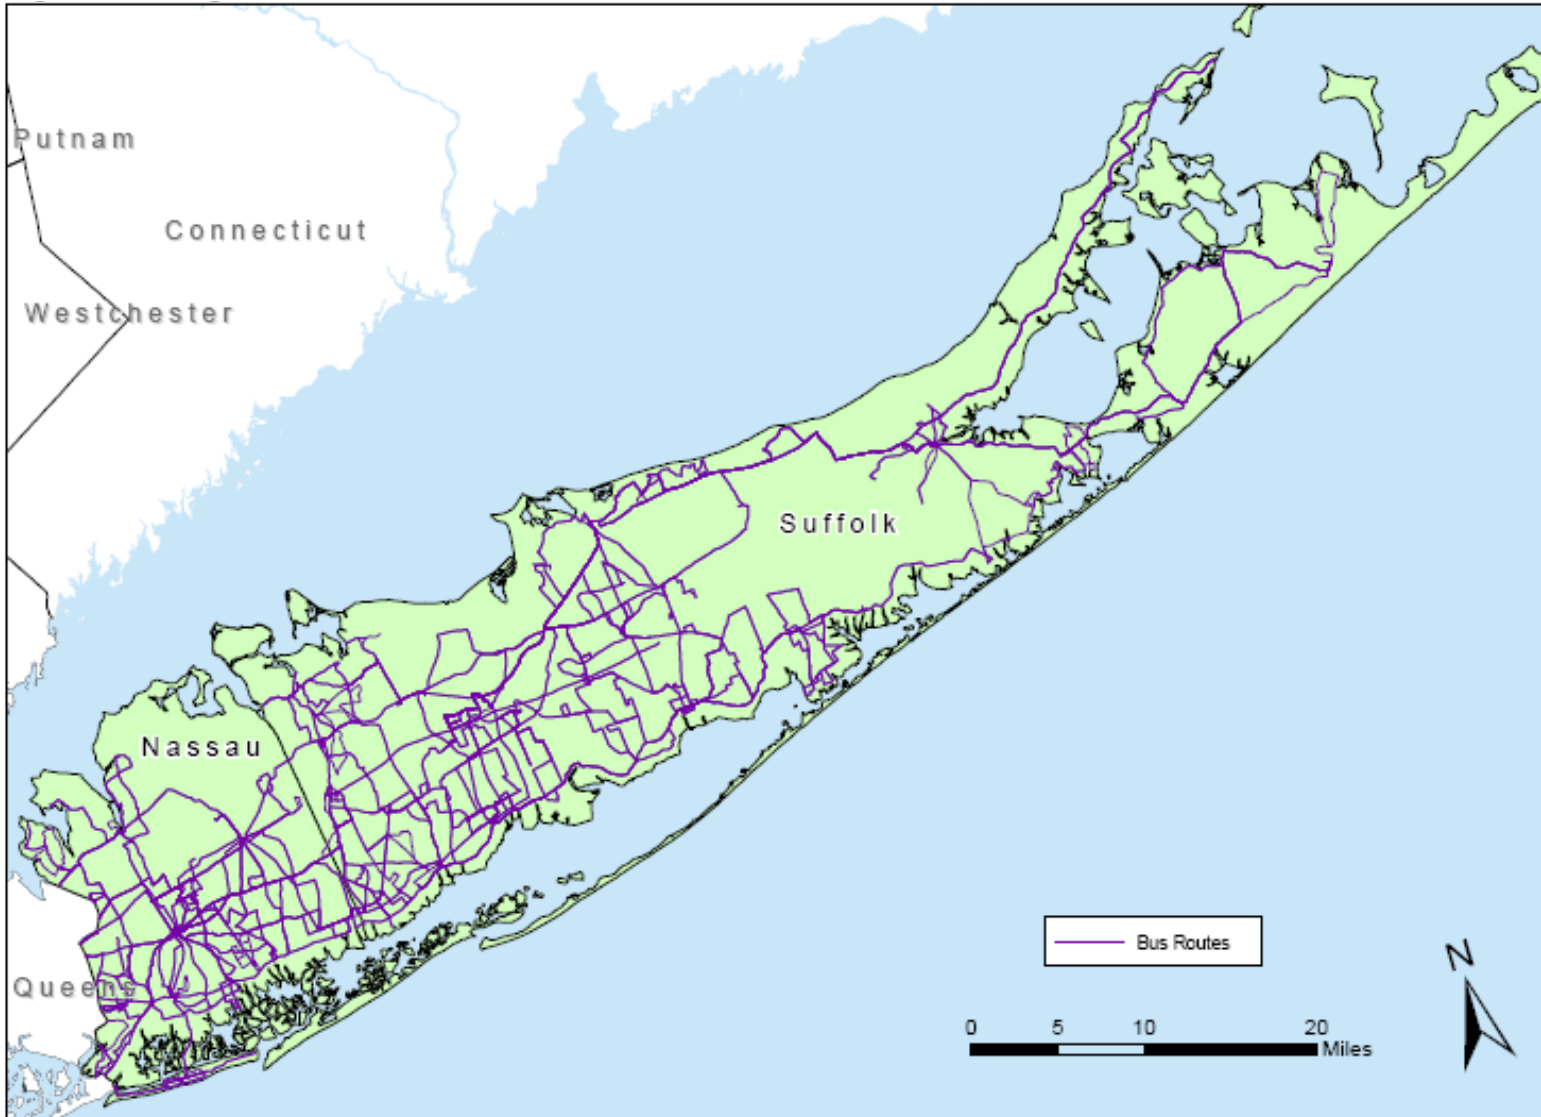 Putnam
Connecticut
Westchester
Suffolk
Nassau
Queens
Bus Routes
N
0 5 10 20
Miles